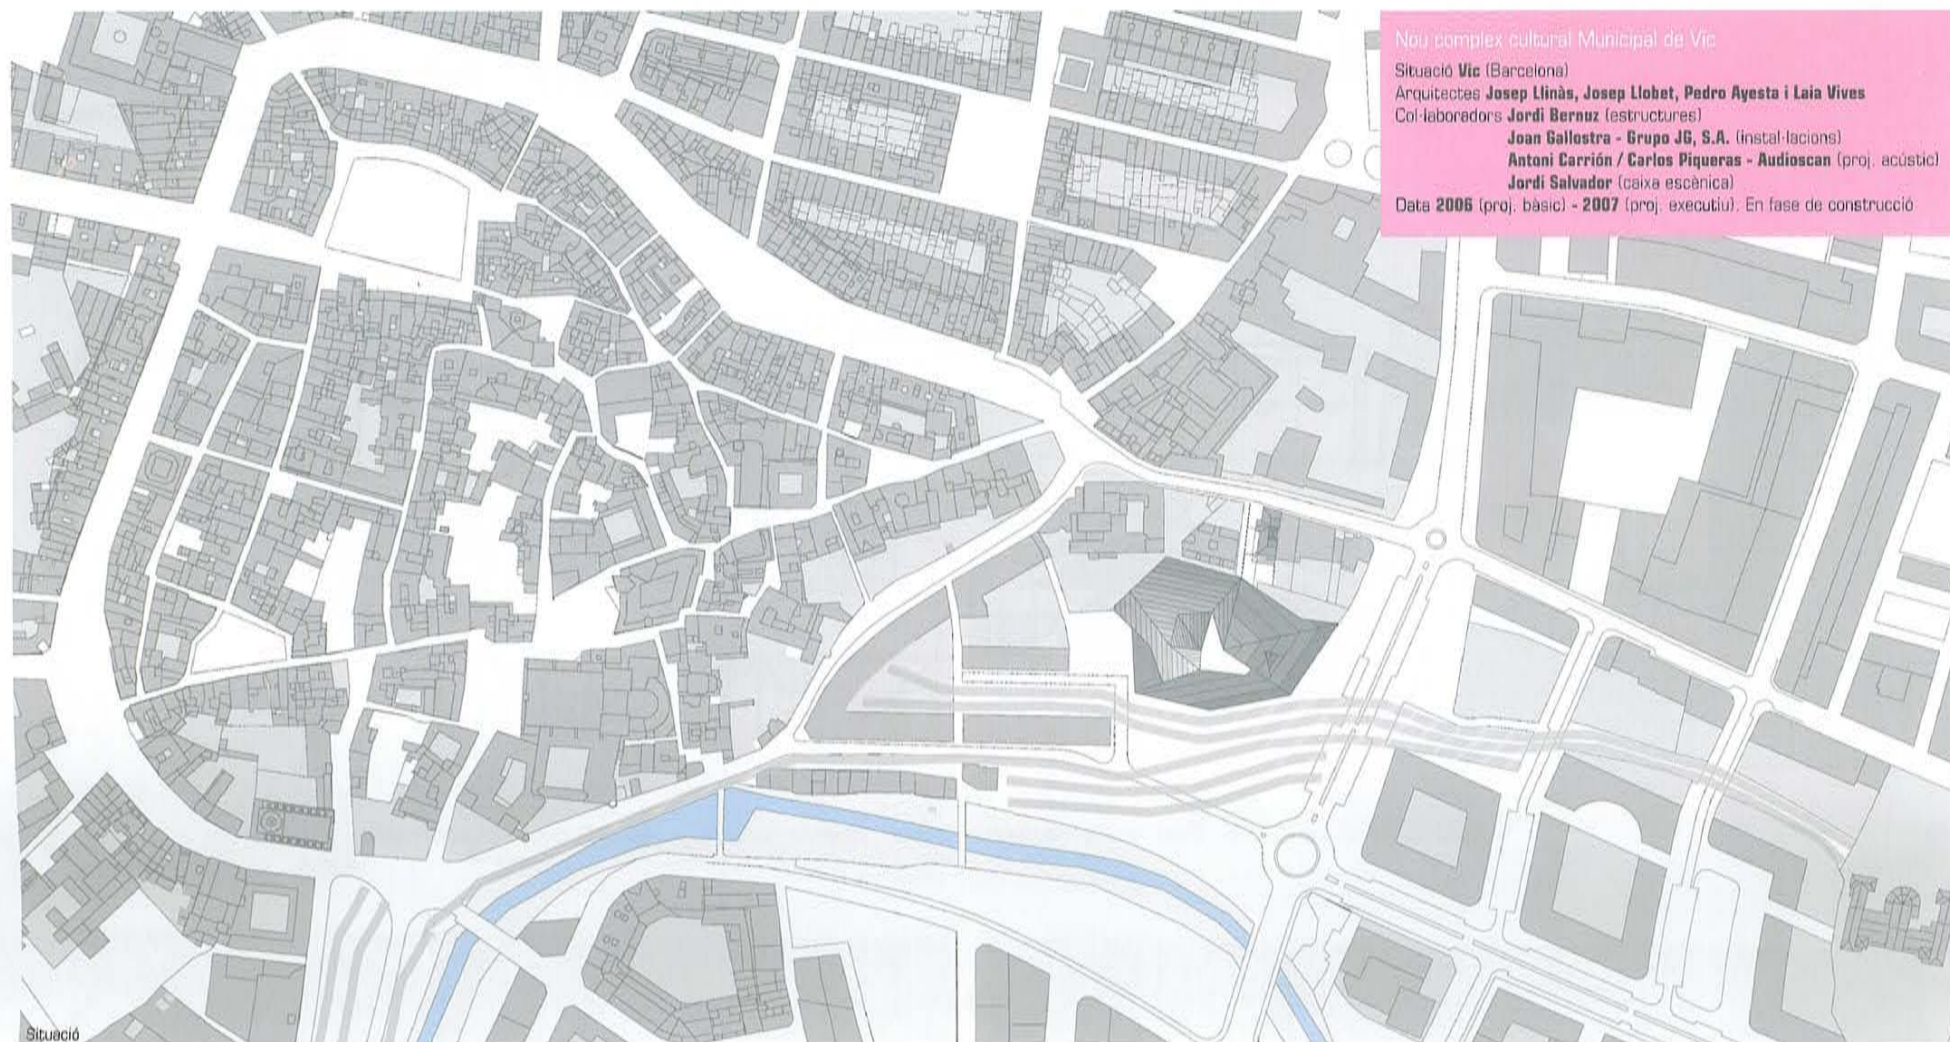 Nou complex cultural Municipal de Vic
Situació Vic (Barcelona)
Arquitectes Josep Llinàs, Josep Llobet, Pedro Ayesta i Laia Vives
Col·laboradors Jordi Bernuz (estructures)
Joan Gallostra - Grupo JG, S.A. (instal·lacions)
Antoni Carrión / Carlos Piqueras - Audioscan (proj. acústic)
Jordi Salvador (caixa escènica)
Data 2006 (proj. bàsic) - 2007 (proj. executiu). En fase de construcció
Situació